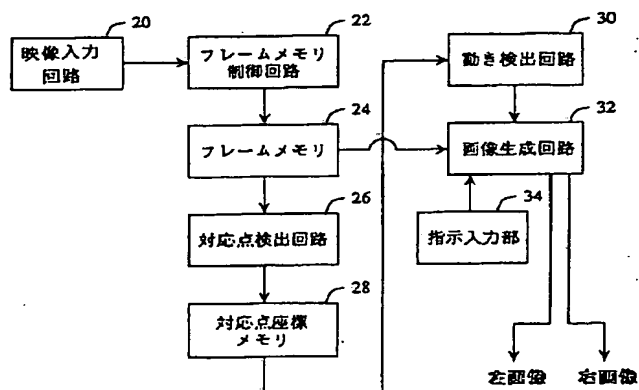 20
映像入力
回路
22
フレームメモリ
制御回路
24
フレームメモリ
26
対応点検出回路
28
対応点座標
メモリ
30
動き検出回路
32
画像生成回路
34
指示入力部
左画像
右画像